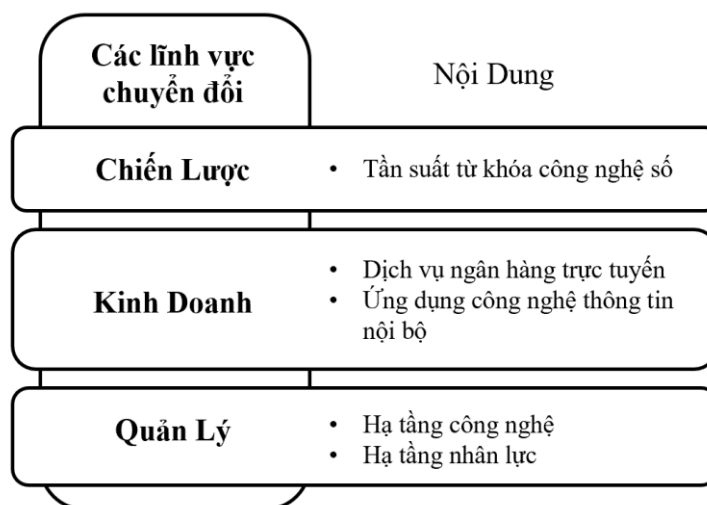 Các lĩnh vực
chuyển đổi
Nội Dung
Chiến Lược
• Tần suất từ khóa công nghệ số
Kinh Doanh
• Dịch vụ ngân hàng trực tuyến
• Ứng dụng công nghệ thông tin
nội bộ
Quản Lý
• Hạ tầng công nghệ
• Hạ tầng nhân lực